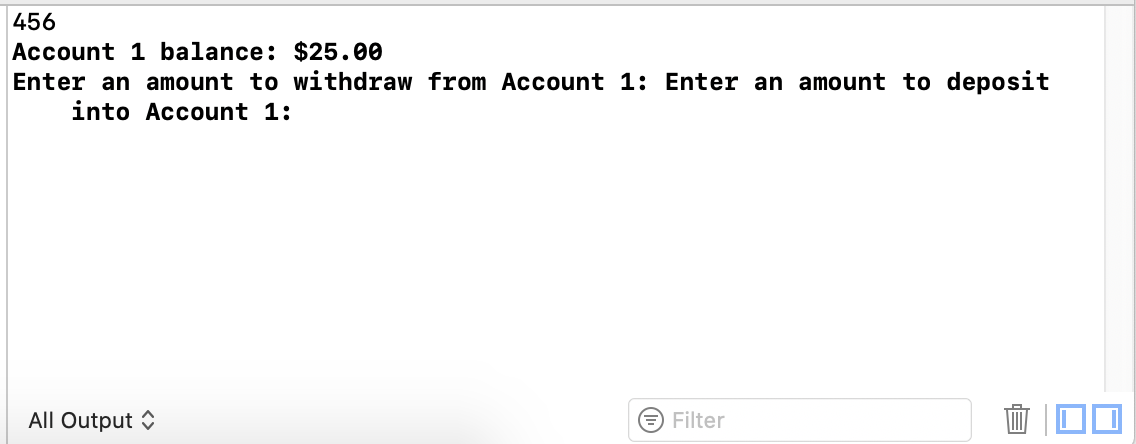 456
Account 1 balance: $25.00
Enter an amount to withdraw from Account 1: Enter an amount to deposit
into Account 1:
All Output
Filter